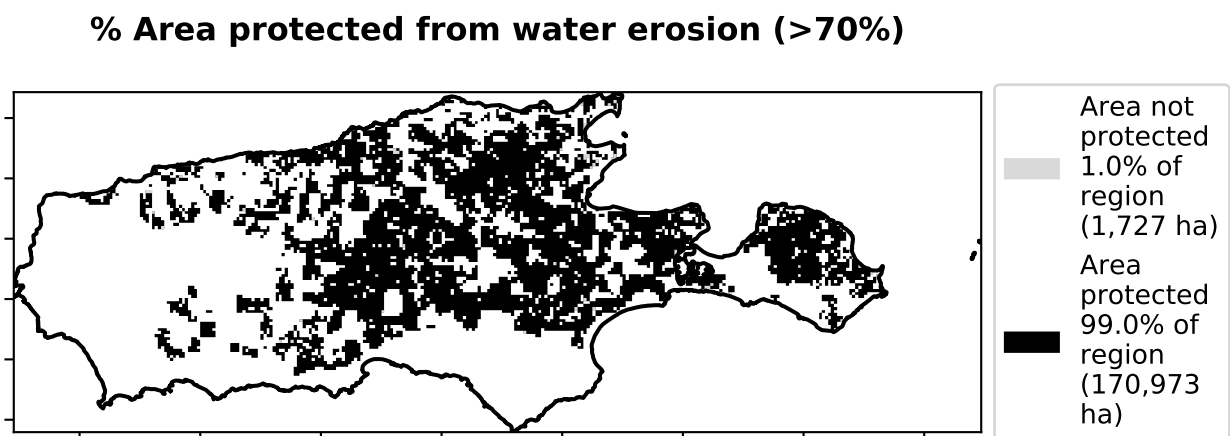 % Area protected from water erosion (>70%)
Area not
protected
1.0% of
region
(1,727 ha)
Area
protected
99.0% of
region
(170,973
ha)